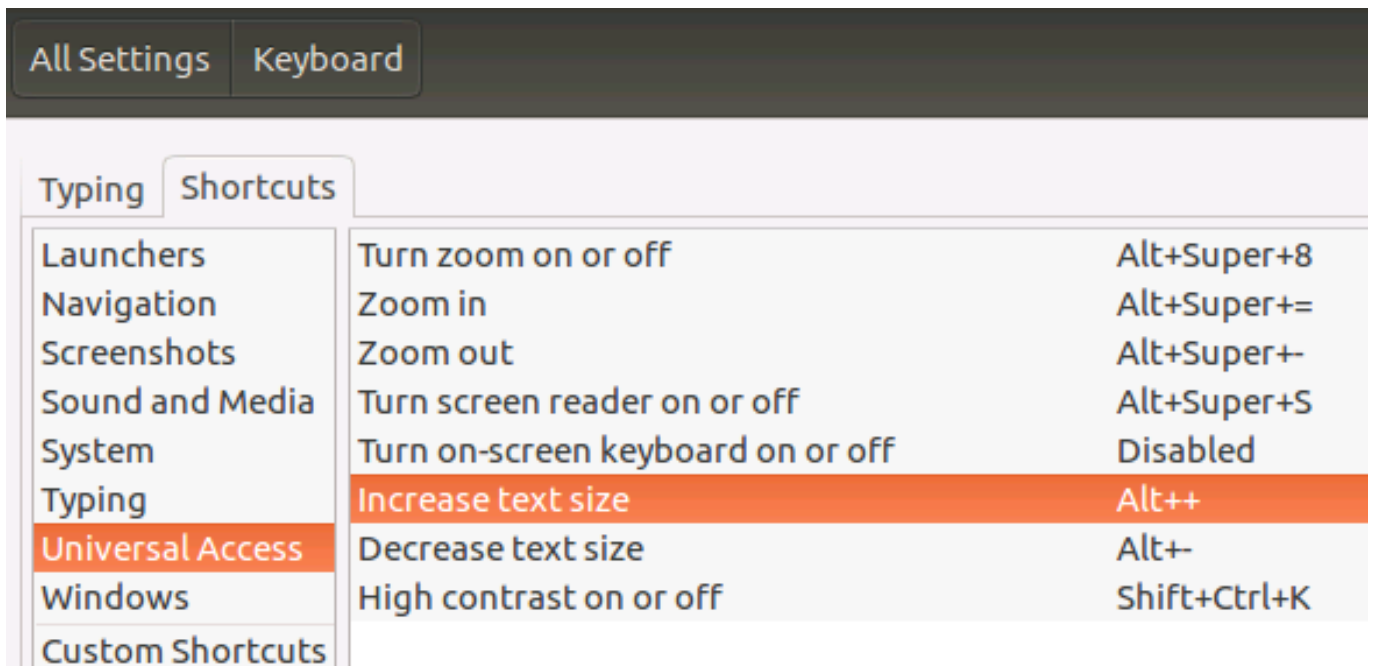 All Settings Keyboard
Typing Shortcuts
Launchers
Navigation
Screenshots
Sound and Media
System
Typing
Universal Access
Windows
Custom Shortcuts
Turn zoom on or off Alt+Super+8
Zoom in Alt+Super+=
Zoom out Alt+Super+-
Turn screen reader on or off Alt+Super+S
Turn on-screen keyboard on or off Disabled
Increase text size Alt++
Decrease text size Alt+-
High contrast on or off Shift+Ctrl+K